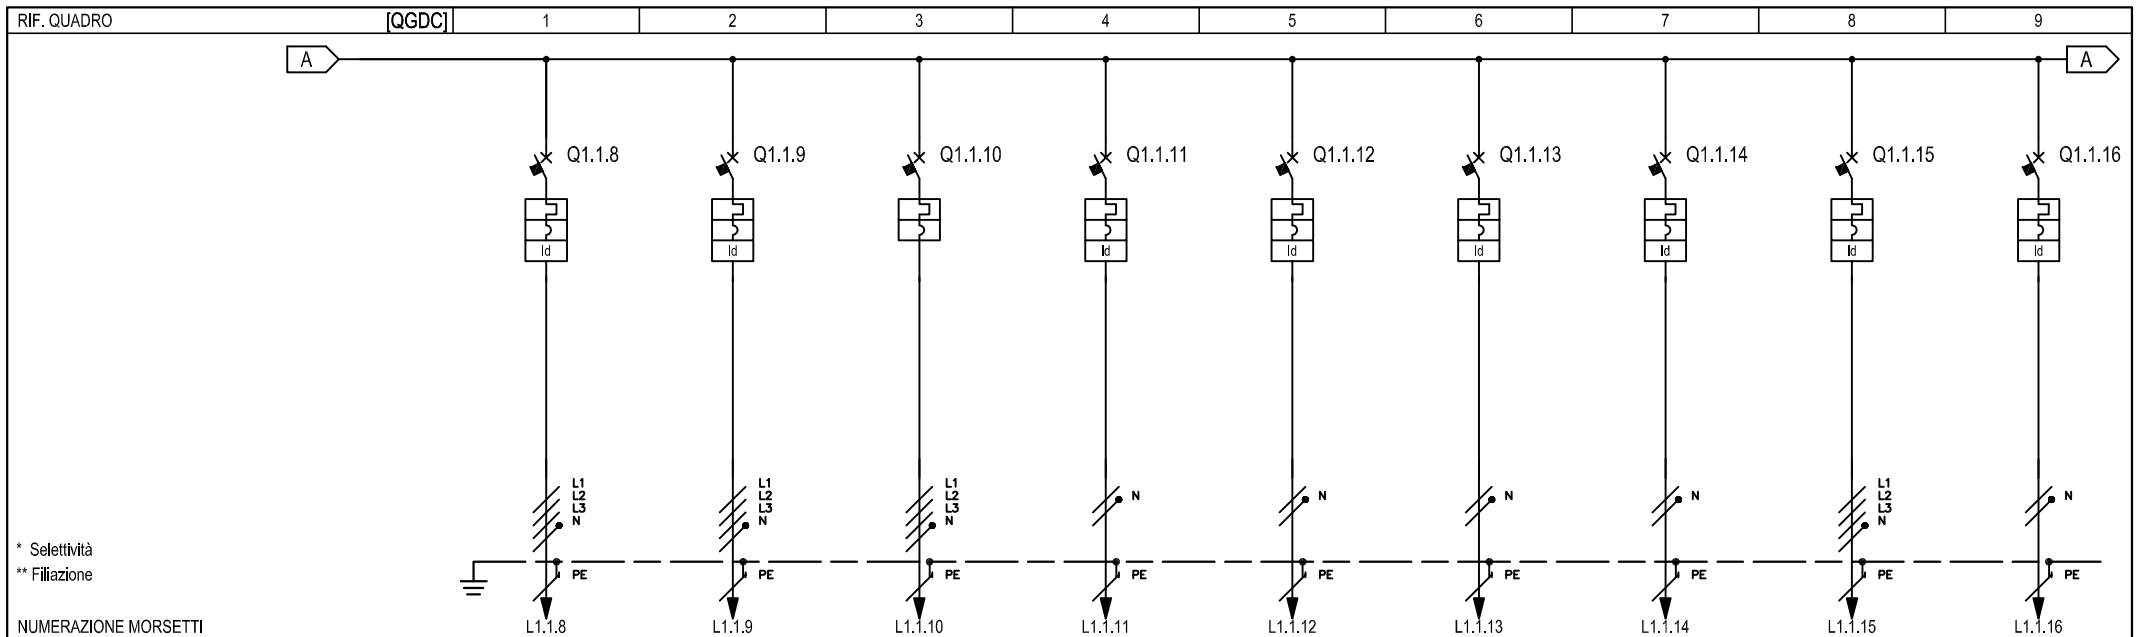 RIF. QUADRO [QGDC] 1 2 3 4 5 6 7 8 9
A A
Q1.1.8 Q1.1.9 Q1.1.10 Q1.1.11 Q1.1.12 Q1.1.13 Q1.1.14 Q1.1.15 Q1.1.16
Id Id Id Id Id Id Id Id
L1 L1 L1 L1
L2 L2 L2 L2
L3 L3 L3 L3
N N N N N N N N N
* Selettività
** Filiazione
PE PE PE PE PE PE PE PE PE
NUMERAZIONE MORSETTI L1.1.8 L1.1.9 L1.1.10 L1.1.11 L1.1.12 L1.1.13 L1.1.14 L1.1.15 L1.1.16